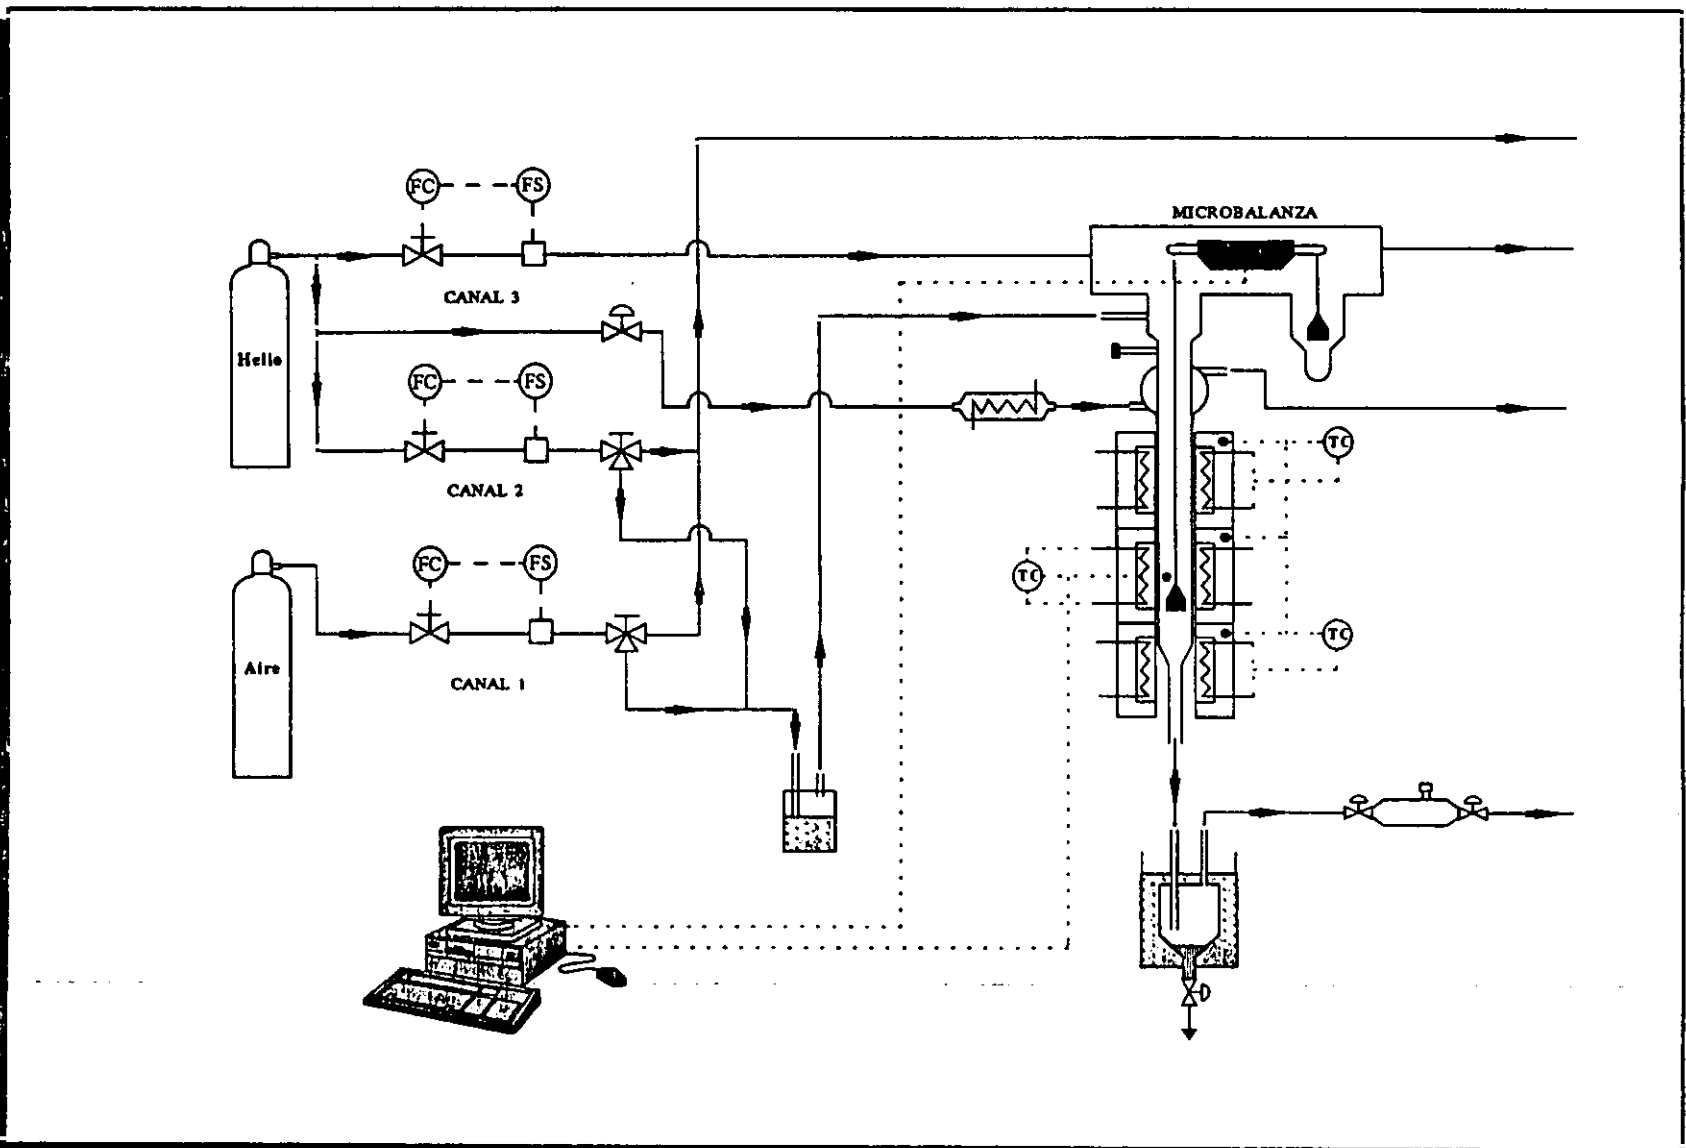 FC FS
MICROBALANZA
CANAL 3
Helio
FC FS
TC
CANAL 2
FC FS
TC
TC
Aire
CANAL 1